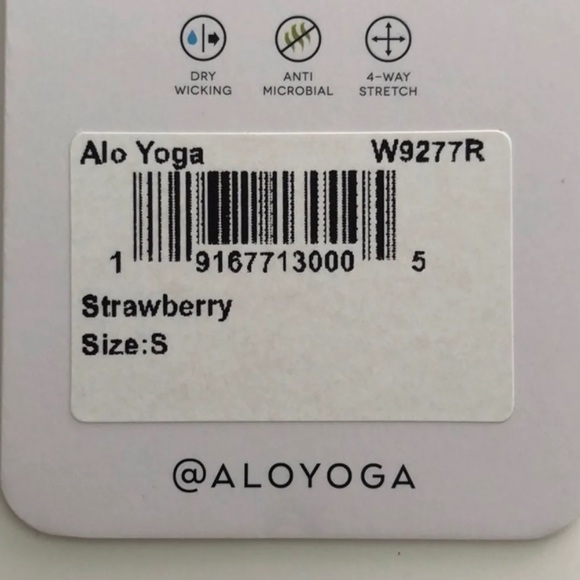 DRY WICKING
ANTI MICROBIAL
4-WAY STRETCH
Alo Yoga W9277R
1 9167713000 5
Strawberry
Size:S
@ALOYOGA